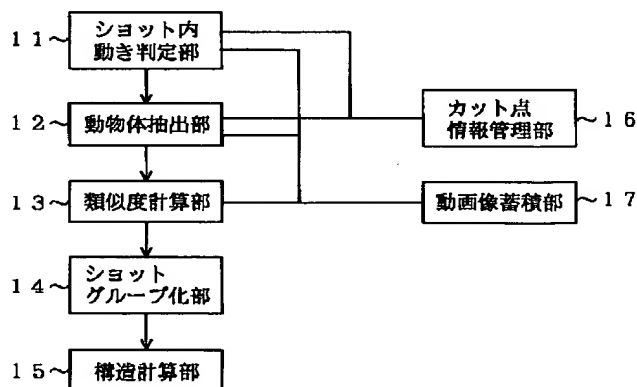 11～ ショット内
動き判定部
12～ 動物体抽出部
カット点
情報管理部 ～16
13～ 類似度計算部
動画像蓄積部 ～17
14～ ショット
グループ化部
15～ 構造計算部